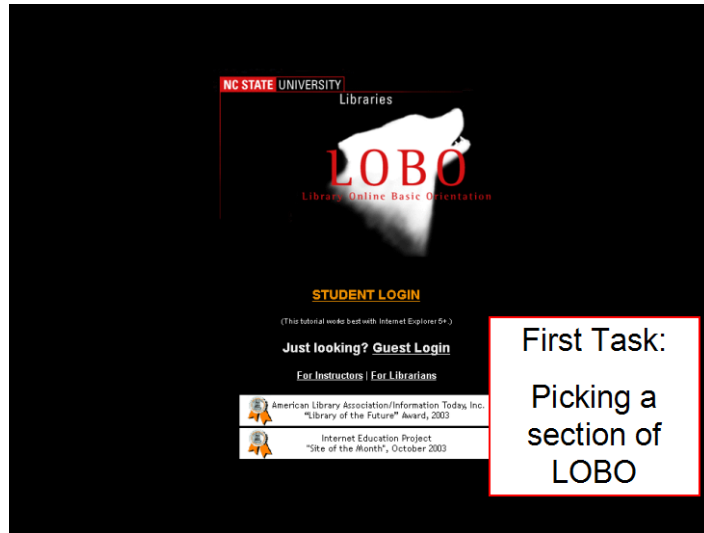 NC STATE UNIVERSITY
Libraries
LOBO
Library Online Basic Orientation
STUDENT LOGIN
(This tutorial works best with Internet Explorer 5+.)
Just looking? Guest Login
For Instructors | For Librarians
American Library Association/Information Today, Inc.
"Library of the Future" Award, 2003
Internet Education Project
"Site of the Month", October 2003
First Task:
Picking a
section of
LOBO